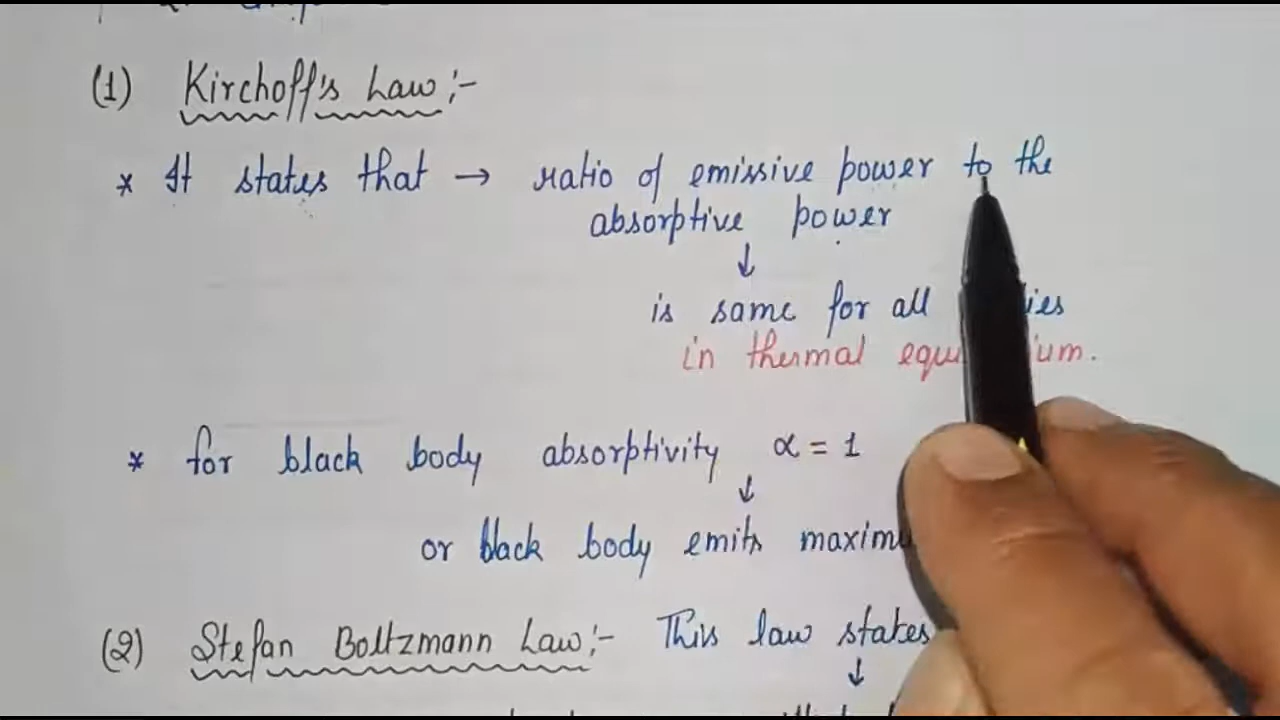 (1) Kirchoff's Law :-
* It states that → ratio of emissive power to the
absorptive power
↓
is same for all
in thermal
* for black body absorptivity α = 1
↓
or black body emits
(2) Stefan Boltzmann Law :- This law states
↓